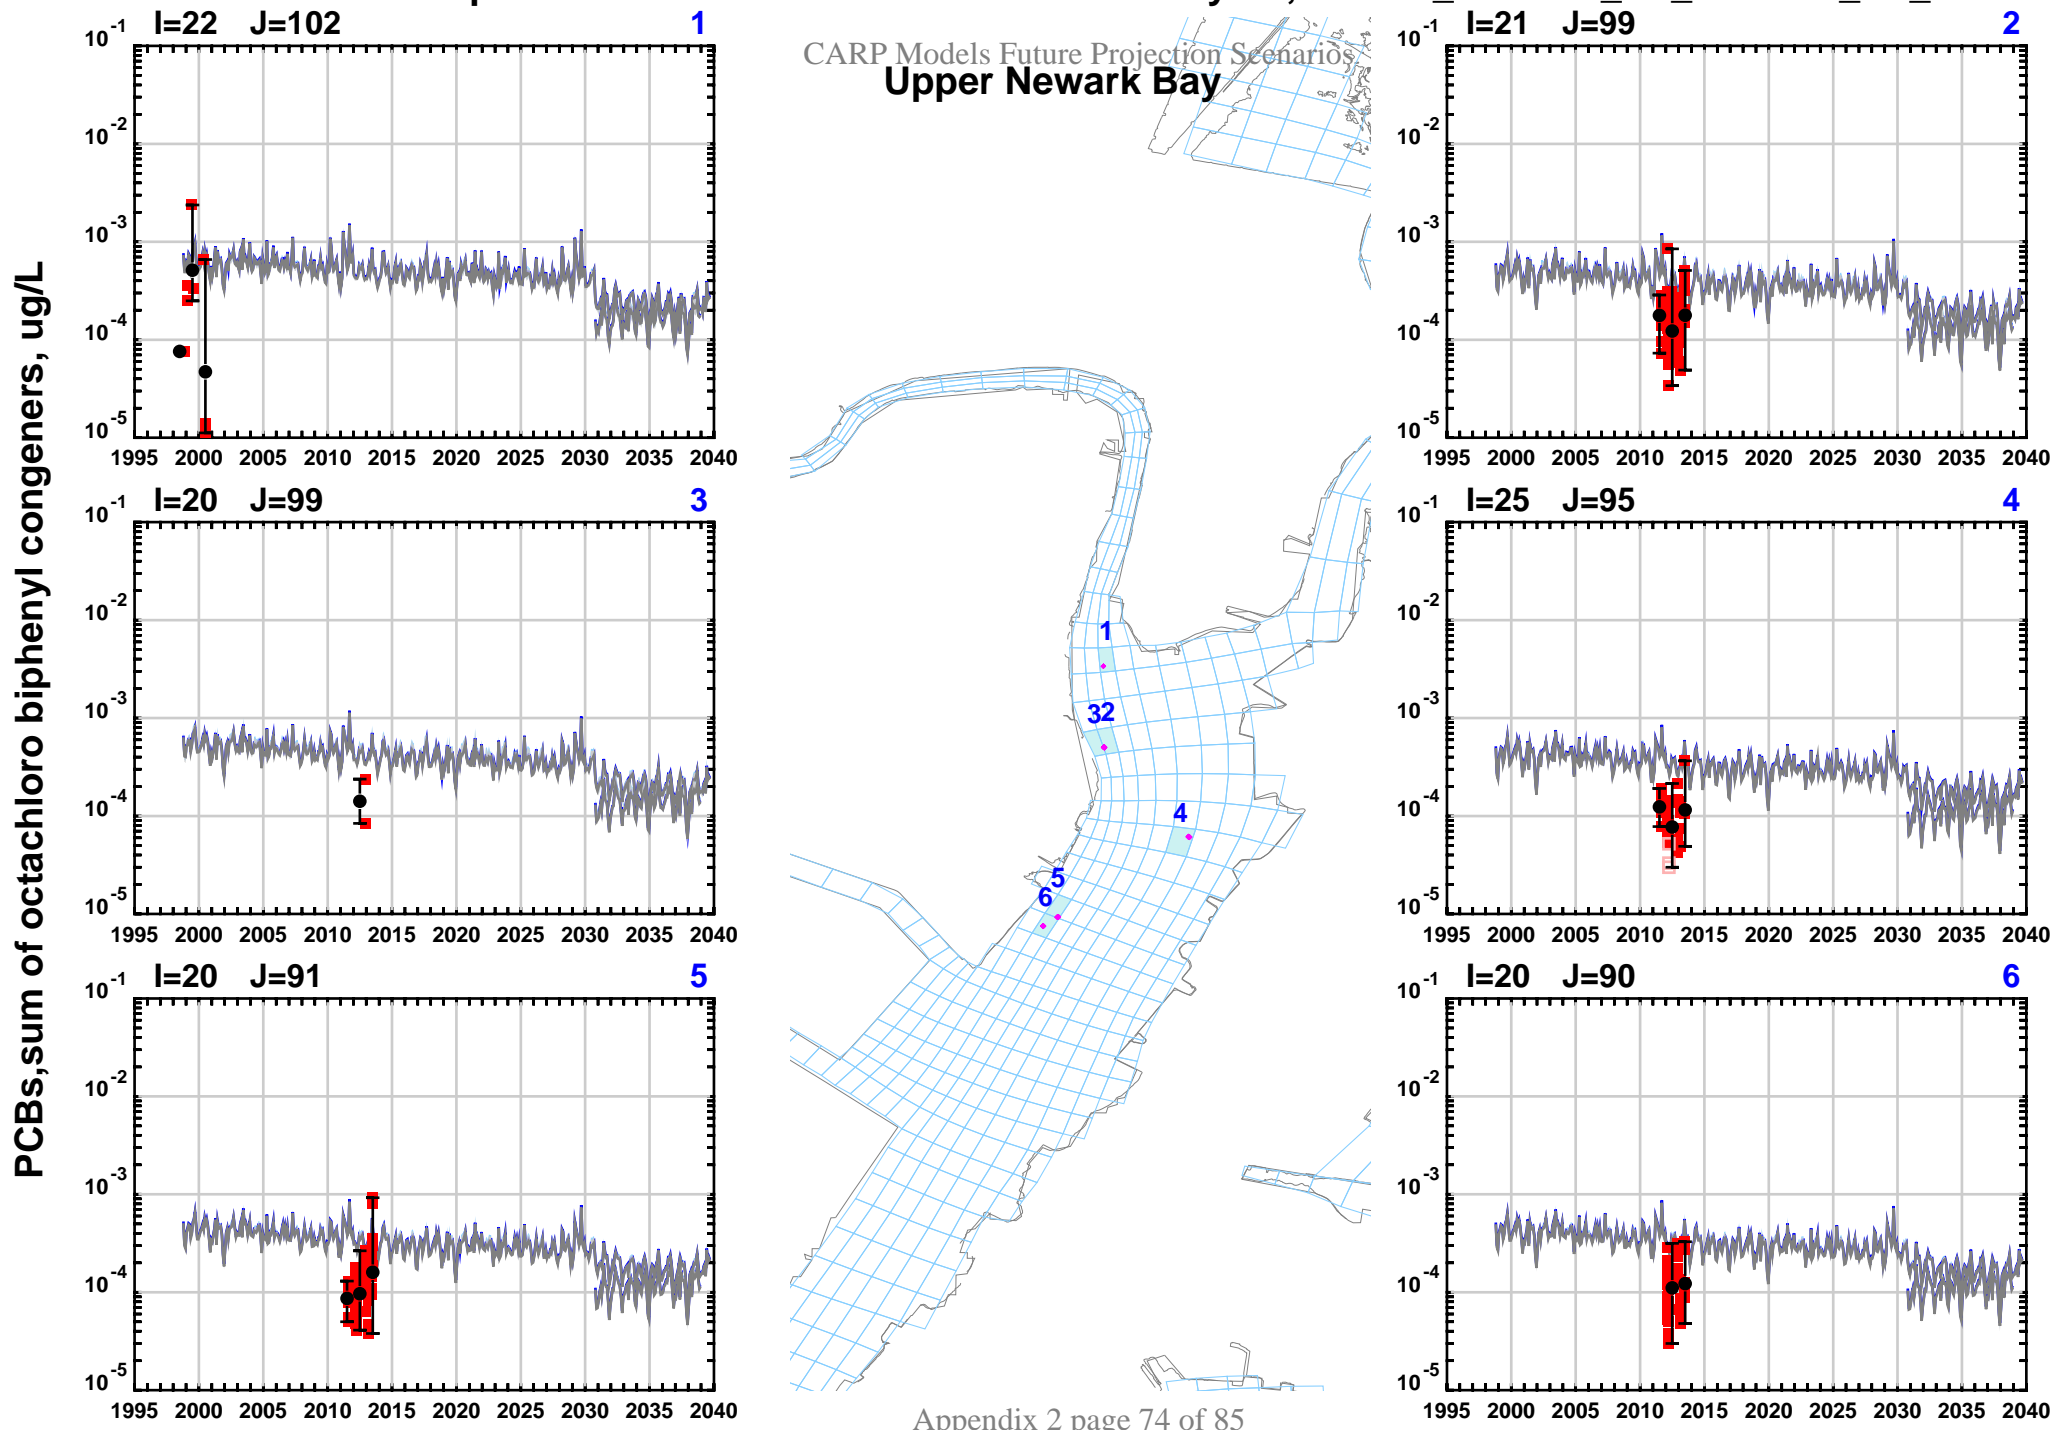 CARP Models Future Projection Scenarios
Upper Newark Bay
PCBs,sum of octachloro biphenyl congeners, ug/L
I=22 J=102 1
10-1
10-2
10-3
10-4
10-5
1995 2000 2005 2010 2015 2020 2025 2030 2035 2040
I=21 J=99 2
10-1
10-2
10-3
10-4
10-5
1995 2000 2005 2010 2015 2020 2025 2030 2035 2040
I=20 J=99 3
10-1
10-2
10-3
10-4
10-5
1995 2000 2005 2010 2015 2020 2025 2030 2035 2040
I=25 J=95 4
10-1
10-2
10-3
10-4
10-5
1995 2000 2005 2010 2015 2020 2025 2030 2035 2040
I=20 J=91 5
10-1
10-2
10-3
10-4
10-5
1995 2000 2005 2010 2015 2020 2025 2030 2035 2040
I=20 J=90 6
10-1
10-2
10-3
10-4
10-5
1995 2000 2005 2010 2015 2020 2025 2030 2035 2040
1
32
4
5
6
Appendix 2 page 74 of 85